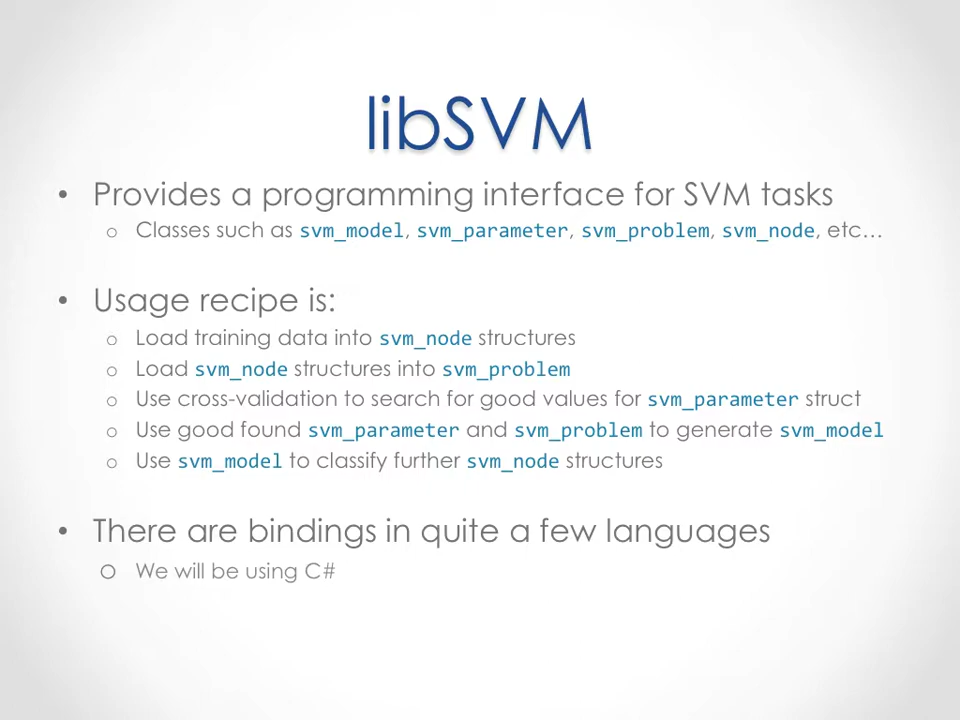 libSVM
• Provides a programming interface for SVM tasks
o Classes such as svm_model, svm_parameter, svm_problem, svm_node, etc…
• Usage recipe is:
o Load training data into svm_node structures
o Load svm_node structures into svm_problem
o Use cross-validation to search for good values for svm_parameter struct
o Use good found svm_parameter and svm_problem to generate svm_model
o Use svm_model to classify further svm_node structures
• There are bindings in quite a few languages
o We will be using C#